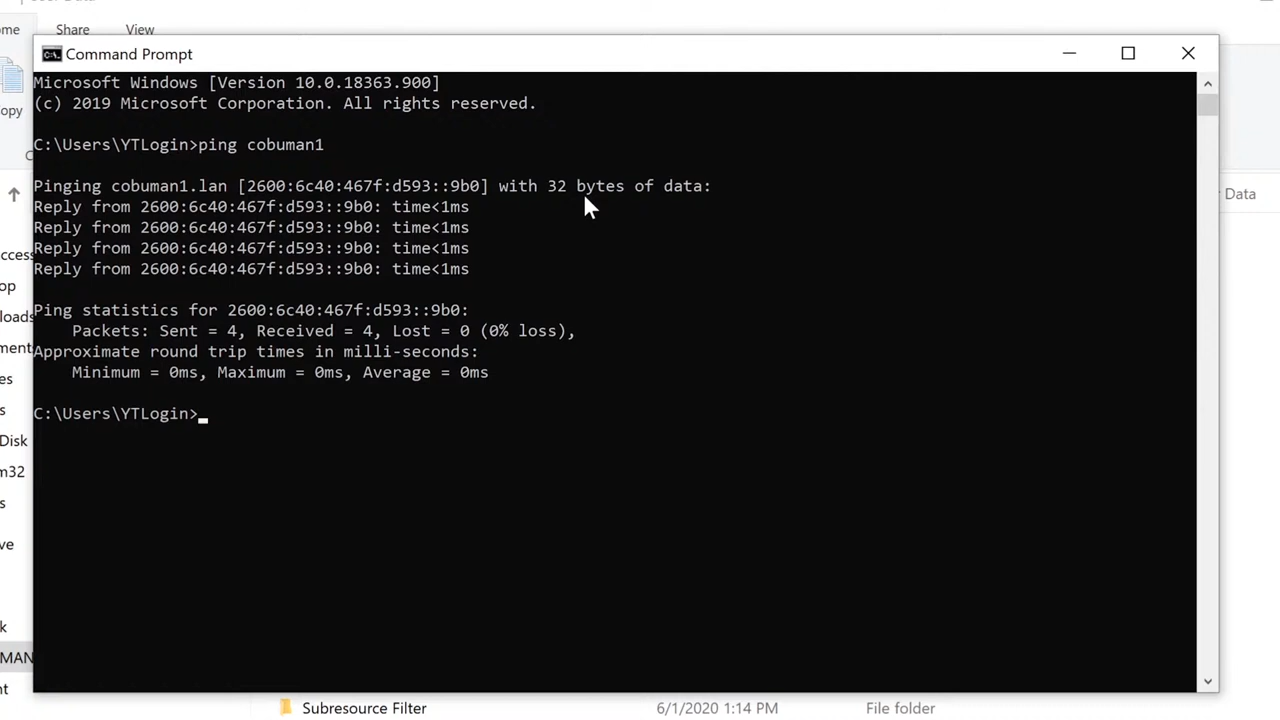 Share
View
Command Prompt
Microsoft Windows [Version 10.0.18363.900]
(c) 2019 Microsoft Corporation. All rights reserved.
C:\Users\YTLogin>ping cobuman1
Pinging cobuman1.lan [2600:6c40:467f:d593::9b0] with 32 bytes of data:
Reply from 2600:6c40:467f:d593::9b0: time<1ms
Reply from 2600:6c40:467f:d593::9b0: time<1ms
Reply from 2600:6c40:467f:d593::9b0: time<1ms
Reply from 2600:6c40:467f:d593::9b0: time<1ms
Ping statistics for 2600:6c40:467f:d593::9b0:
Packets: Sent = 4, Received = 4, Lost = 0 (0% loss),
Approximate round trip times in milli-seconds:
Minimum = 0ms, Maximum = 0ms, Average = 0ms
C:\Users\YTLogin>
Data
Disk
Subresource Filter 6/1/2020 1:14 PM File folder